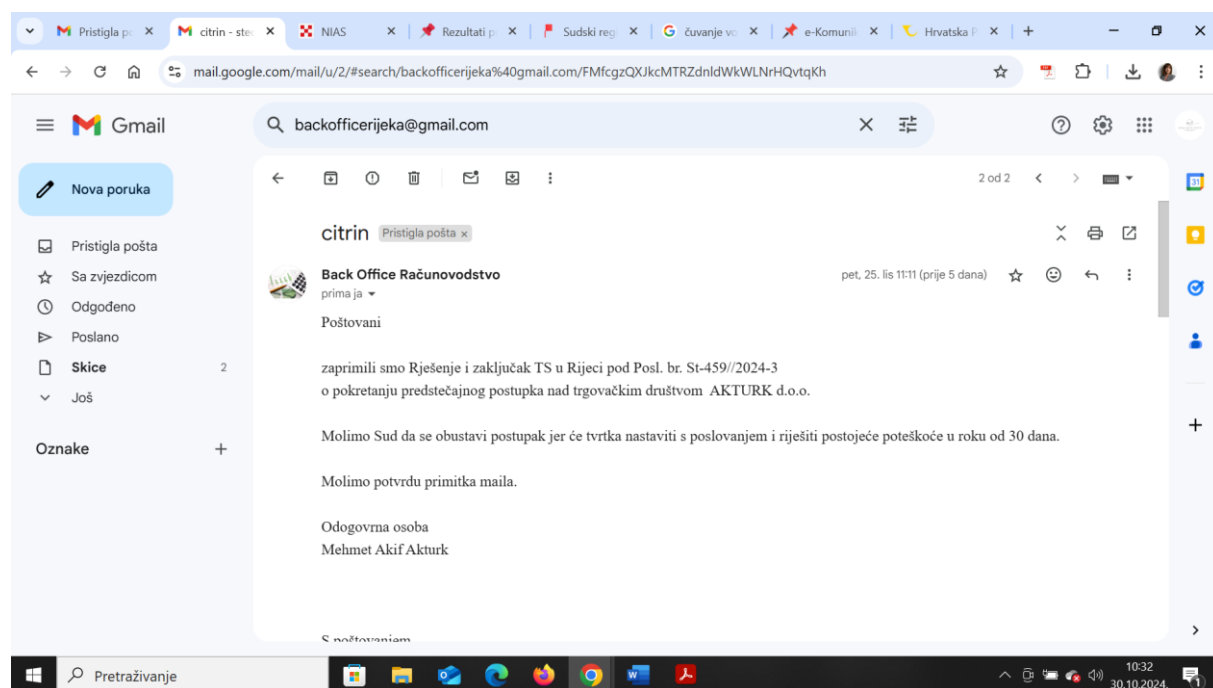 Pristigla po
citrin - ste
NIAS
Rezultati p
Sudski reg
čuvanje vo
e-Komunik
Hrvatska P
mail.google.com/mail/u/2/#search/backofficerijeka%40gmail.com/FMfcgzQXJkcMTRZdnldWkWLNrHQvtqKh
Gmail
backofficerijeka@gmail.com
Nova poruka
2 od 2
31
Pristigla pošta
Sa zvjezdicom
Odgođeno
Poslano
Skice 2
Još
Oznake
citrin Pristigla pošta x
Back Office Računovodstvo
pet, 25. lis 11:11 (prije 5 dana)
prima ja
Poštovani
zaprimili smo Rješenje i zaključak TS u Rijeci pod Posl. br. St-459//2024-3
o pokretanju predstečajnog postupka nad trgovačkim društvom AKTURK d.o.o.
Molimo Sud da se obustavi postupak jer će tvrtka nastaviti s poslovanjem i riješiti postojeće poteškoće u roku od 30 dana.
Molimo potvrdu primitka maila.
Odogovrna osoba
Mehmet Akif Akturk
S poštovanjem
Pretraživanje
10:32
30.10.2024.
1